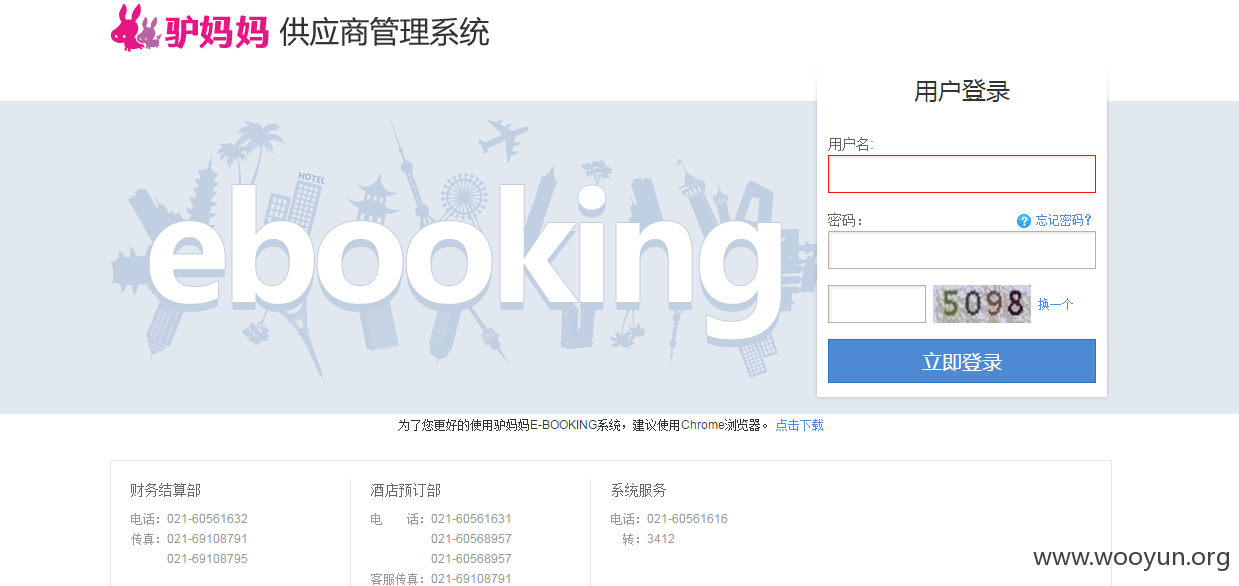 驴妈妈 供应商管理系统
用户登录
用户名:
HOTEL
ebooking
密码：
? 忘记密码?
5098 换一个
立即登录
为了您更好的使用驴妈妈E-BOOKING系统，建议使用Chrome浏览器。 点击下载
财务结算部
电话：021-60561632
传真：021-69108791
021-69108795
酒店预订部
电 话：021-60561631
021-60568957
021-60568957
客服传真：021-69108791
系统服务
电话：021-60561616
转：3412
www.wooyun.org